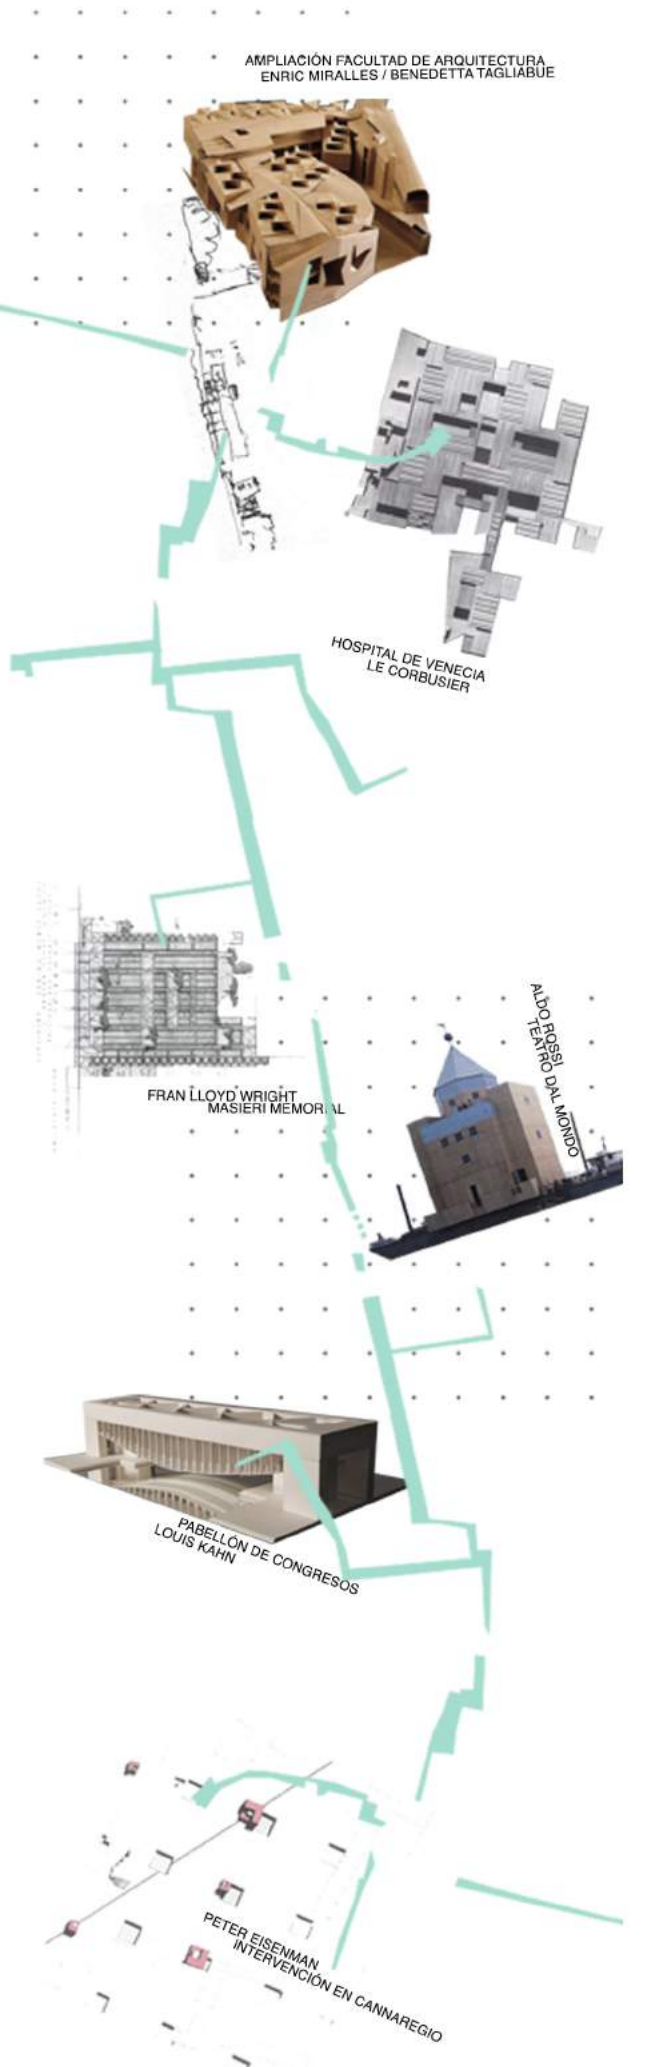 AMPLIACIÓN FACULTAD DE ARQUITECTURA
ENRIC MIRALLES / BENEDETTA TAGLIABUE
HOSPITAL DE VENECIA
LE CORBUSIER
FRAN LLOYD WRIGHT
MASIERI MEMORIAL
ALDO ROSSI
TEATRO DAL MONDO
PABELLÓN DE CONGRESOS
LOUIS KAHN
PETER EISENMAN
INTERVENCIÓN EN CANNAREGIO